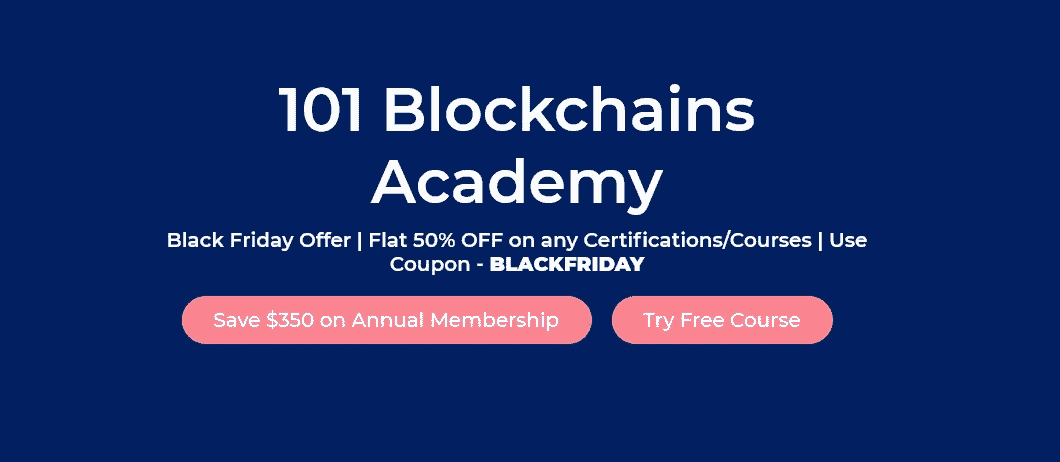 101 Blockchains
Academy
Black Friday Offer | Flat 50% OFF on any Certifications/Courses | Use
Coupon - BLACKFRIDAY
Save $350 on Annual Membership
Try Free Course